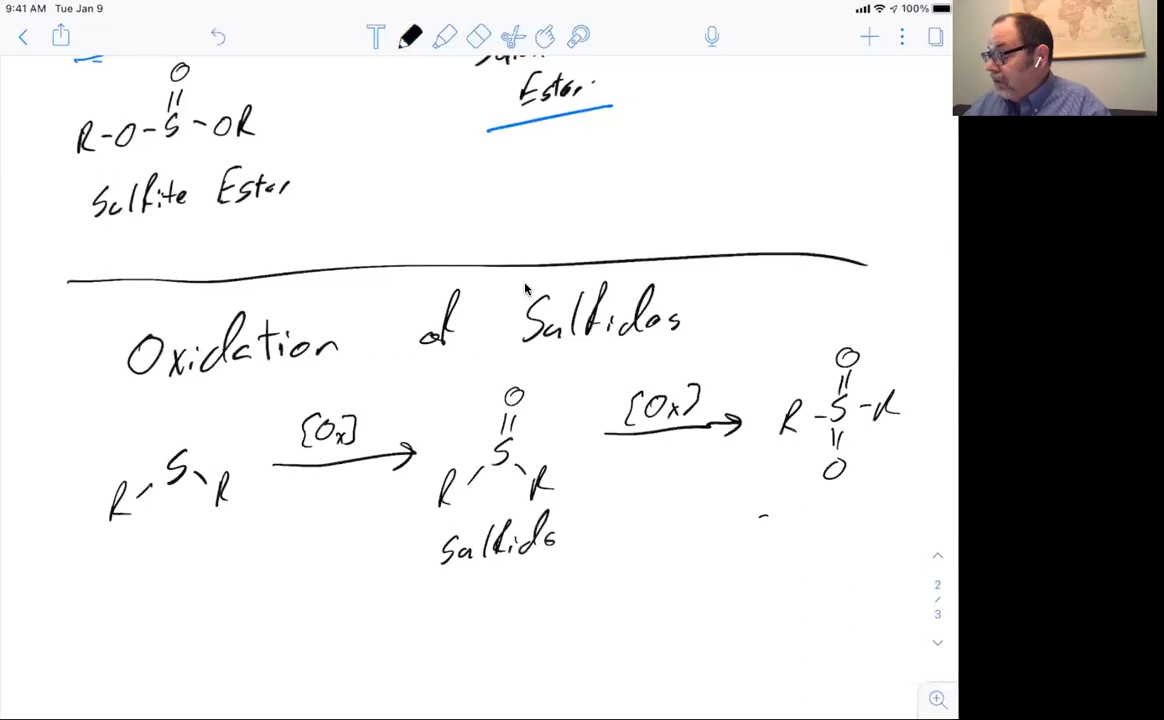 9:41 AM Tue Jan 9
100%
T
O
R-O-S-OR
Sulfite Ester
Ester
Oxidation of Sulfides
R S R
[Ox]
O
S
R R
Sulfide
[Ox]
O
R-S-R
O
2
/
3